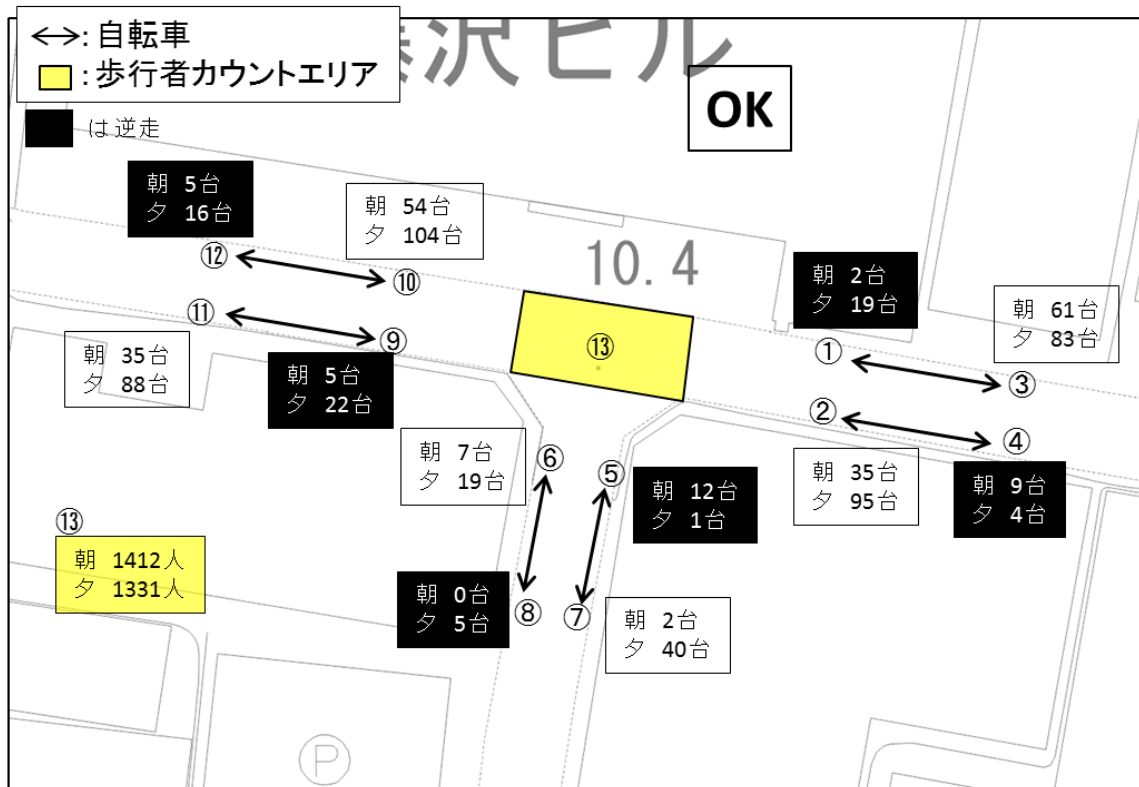 ↔: 自転車
: 歩行者カウントエリア
は逆走
沢ビル
OK
朝 5台
夕 16台
朝 54台
夕 104台
⑫
⑩
10.4
朝 2台
夕 19台
朝 61台
夕 83台
⑪
⑨
⑬
①
③
朝 35台
夕 88台
朝 5台
夕 22台
②
④
朝 7台
夕 19台
⑥
⑤
朝 12台
夕 1台
朝 35台
夕 95台
朝 9台
夕 4台
⑬
朝 1412人
夕 1331人
朝 0台
夕 5台
⑧
⑦
朝 2台
夕 40台
P